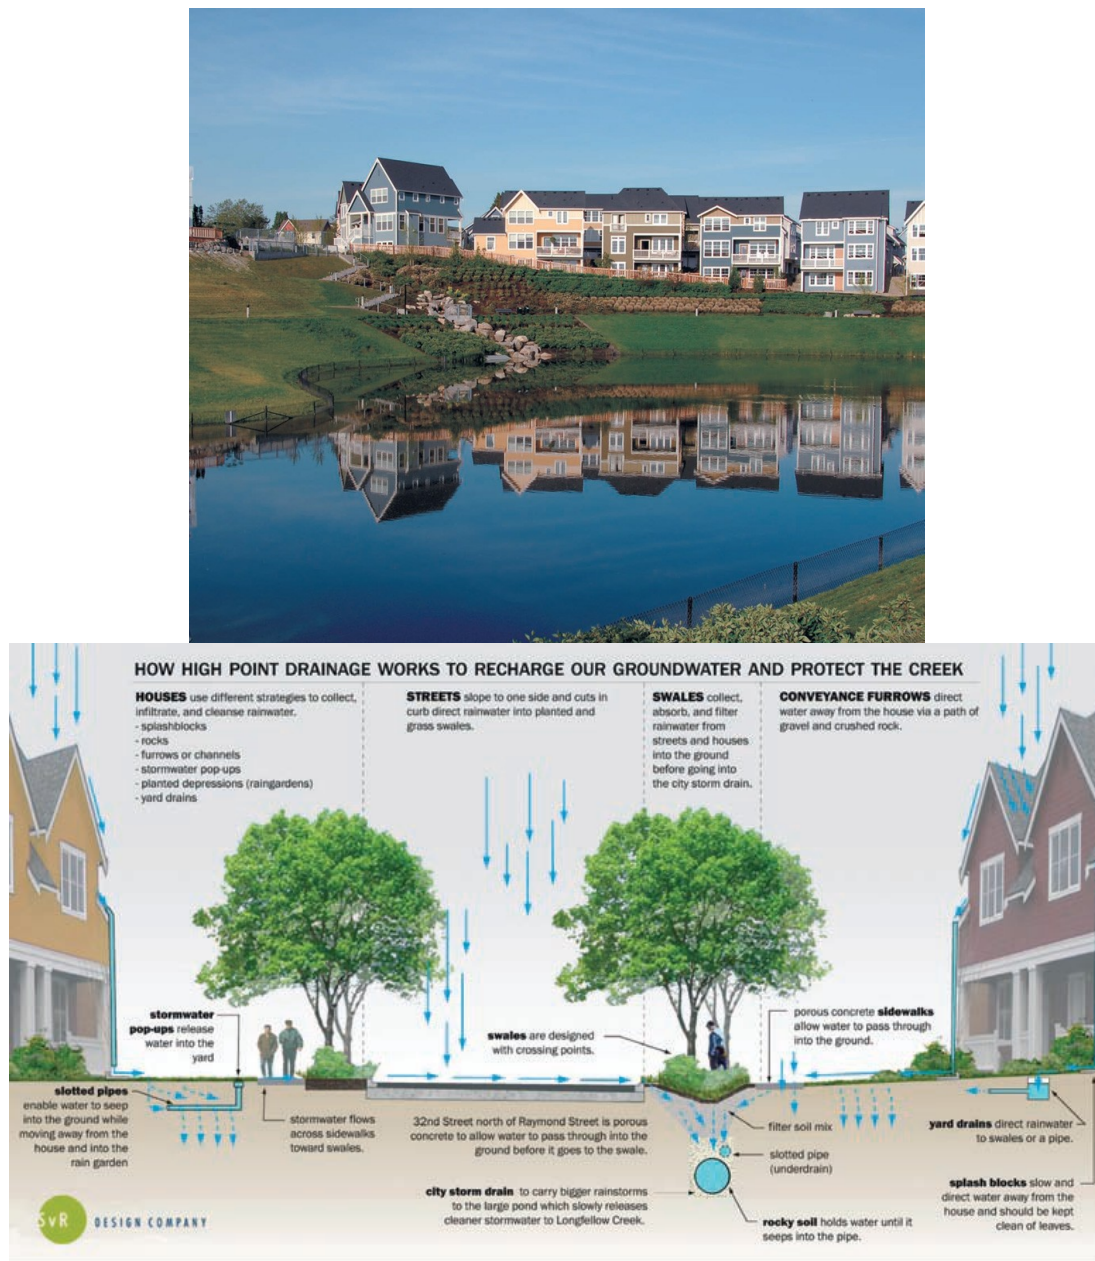 HOW HIGH POINT DRAINAGE WORKS TO RECHARGE OUR GROUNDWATER AND PROTECT THE CREEK
HOUSES use different strategies to collect,
infiltrate, and cleanse rainwater.
- splashblocks
- rocks
- furrows or channels
- stormwater pop-ups
- planted depressions (raingardens)
- yard drains
STREETS slope to one side and cuts in
curb direct rainwater into planted and
grass swales.
SWALES collect,
absorb, and filter
rainwater from
streets and houses
into the ground
before going into
the city storm drain.
CONVEYANCE FURROWS direct
water away from the house via a path of
gravel and crushed rock.
stormwater
pop-ups release
water into the
yard
swales are designed
with crossing points.
porous concrete sidewalks
allow water to pass through
into the ground.
slotted pipes
enable water to seep
into the ground while
moving away from the
house and into the
rain garden
stormwater flows
across sidewalks
toward swales.
32nd Street north of Raymond Street is porous
concrete to allow water to pass through into the
ground before it goes to the swale.
filter soil mix
slotted pipe
(underdrain)
yard drains direct rainwater
to swales or a pipe.
city storm drain to carry bigger rainstorms
to the large pond which slowly releases
cleaner stormwater to Longfellow Creek.
rocky soil holds water until it
seeps into the pipe.
splash blocks slow and
direct water away from the
house and should be kept
clean of leaves.
SvR DESIGN COMPANY